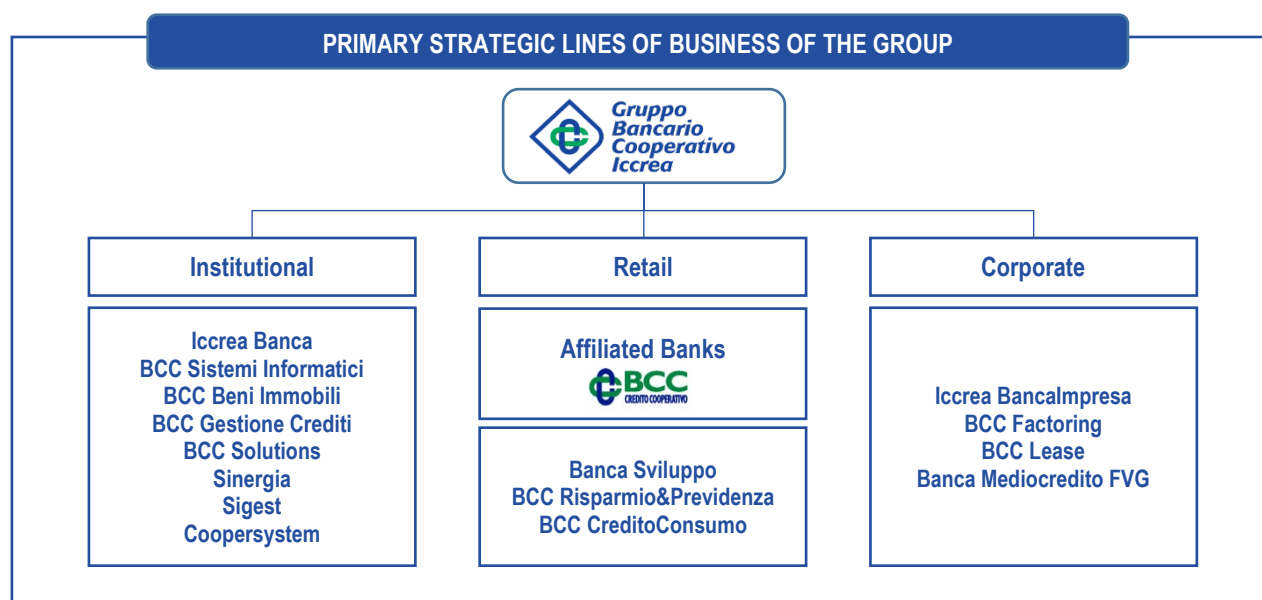 PRIMARY STRATEGIC LINES OF BUSINESS OF THE GROUP
Gruppo
Bancario
Cooperativo
Iccrea
Institutional
Iccrea Banca
BCC Sistemi Informatici
BCC Beni Immobili
BCC Gestione Crediti
BCC Solutions
Sinergia
Sigest
Coopersystem
Retail
Affiliated Banks
BCC
CREDITO COOPERATIVO
Banca Sviluppo
BCC Risparmio&Previdenza
BCC CreditoConsumo
Corporate
Iccrea BancaImpresa
BCC Factoring
BCC Lease
Banca Mediocredito FVG